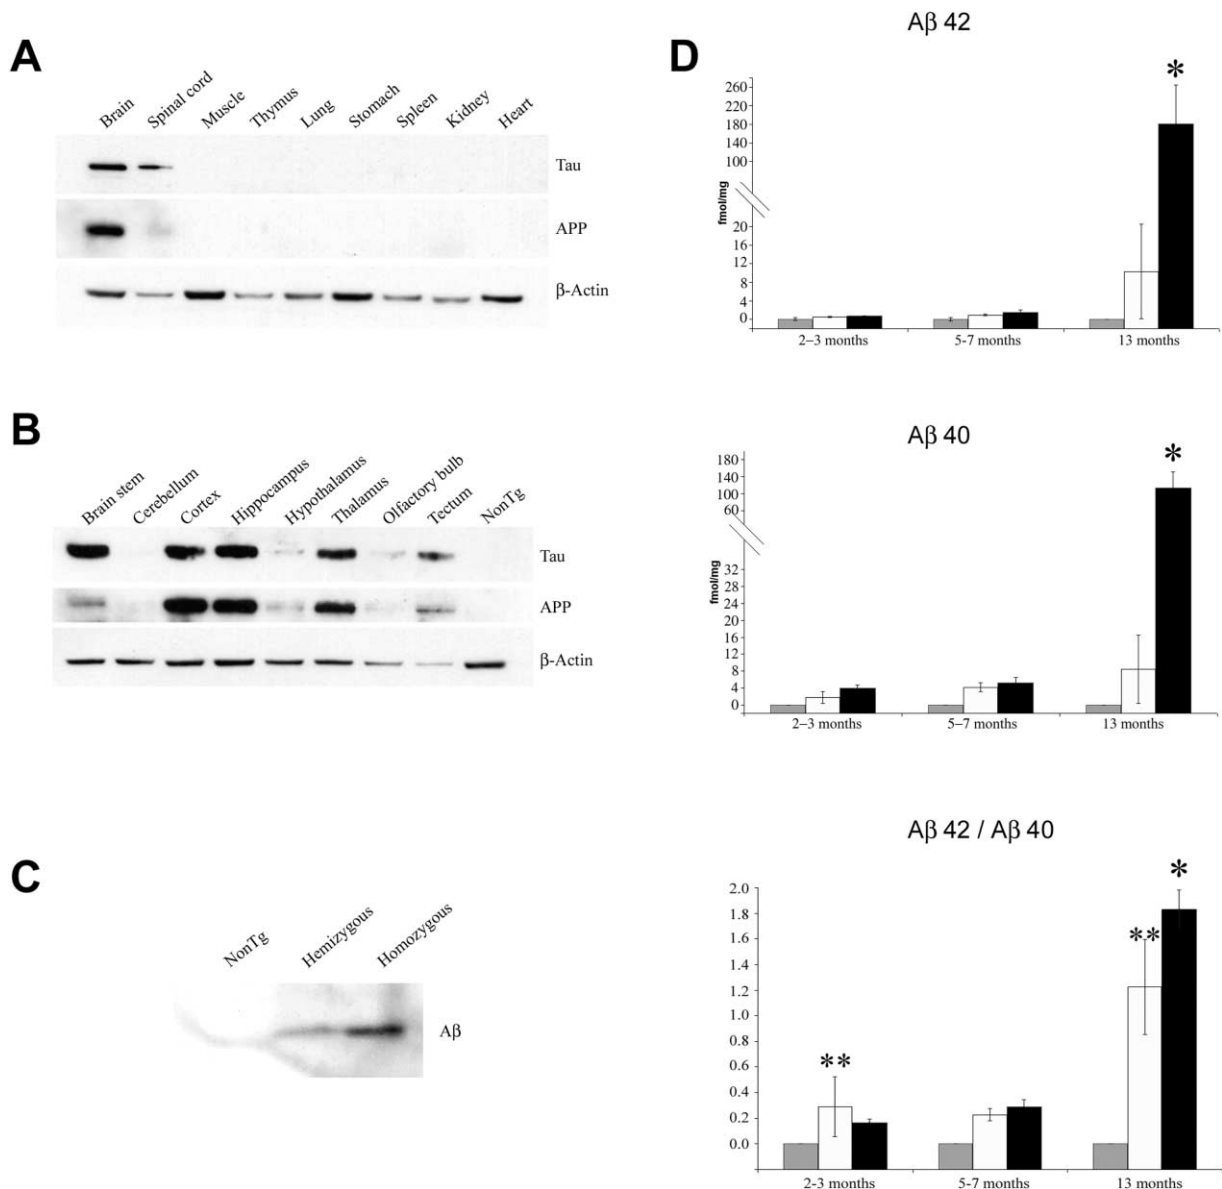 A
Brain Spinal cord Muscle Thymus Lung Stomach Spleen Kidney Heart
Tau
APP
β-Actin
B
Brain stem Cerebellum Cortex Hippocampus Hypothalamus Thalamus Olfactory bulb Tectum NonTg
Tau
APP
β-Actin
C
NonTg Hemizygous Homozygous
Aβ
D
Aβ 42
fmol/mg
260
220
180
140
100
20
16
12
8
4
0
*
2–3 months 5-7 months 13 months
Aβ 40
fmol/mg
180
140
100
60
32
28
24
20
16
12
8
4
0
*
2–3 months 5–7 months 13 months
Aβ 42 / Aβ 40
2.0
1.8
1.6
1.4
1.2
1.0
0.8
0.6
0.4
0.2
0.0
** ** *
2-3 months 5-7 months 13 months